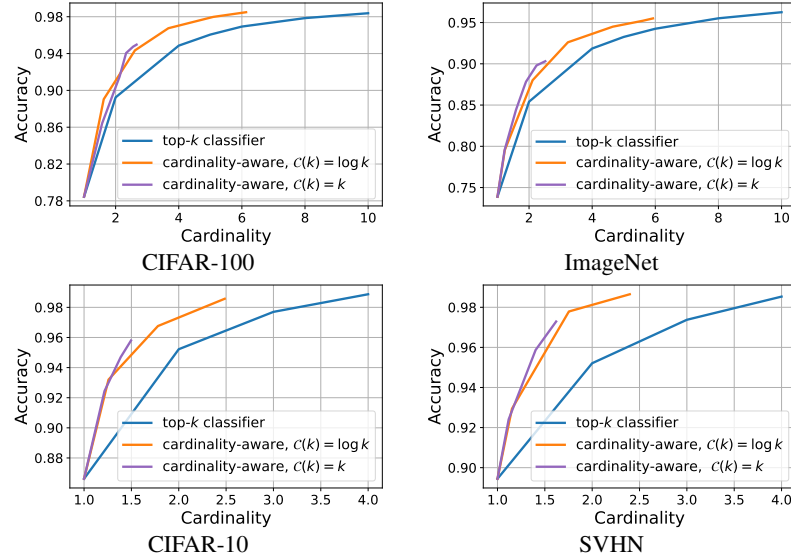 0.98
0.94
0.90
0.86
0.82
0.78
Accuracy
top-k classifier
cardinality-aware, C(k) = log k
cardinality-aware, C(k) = k
2 4 6 8 10
Cardinality
CIFAR-100
0.95
0.90
0.85
0.80
0.75
Accuracy
top-k classifier
cardinality-aware, C(k) = log k
cardinality-aware, C(k) = k
2 4 6 8 10
Cardinality
ImageNet
0.98
0.96
0.94
0.92
0.90
0.88
Accuracy
top-k classifier
cardinality-aware, C(k) = log k
cardinality-aware, C(k) = k
1.0 1.5 2.0 2.5 3.0 3.5 4.0
Cardinality
CIFAR-10
0.98
0.96
0.94
0.92
0.90
Accuracy
top-k classifier
cardinality-aware, C(k) = log k
cardinality-aware, C(k) = k
1.0 1.5 2.0 2.5 3.0 3.5 4.0
Cardinality
SVHN